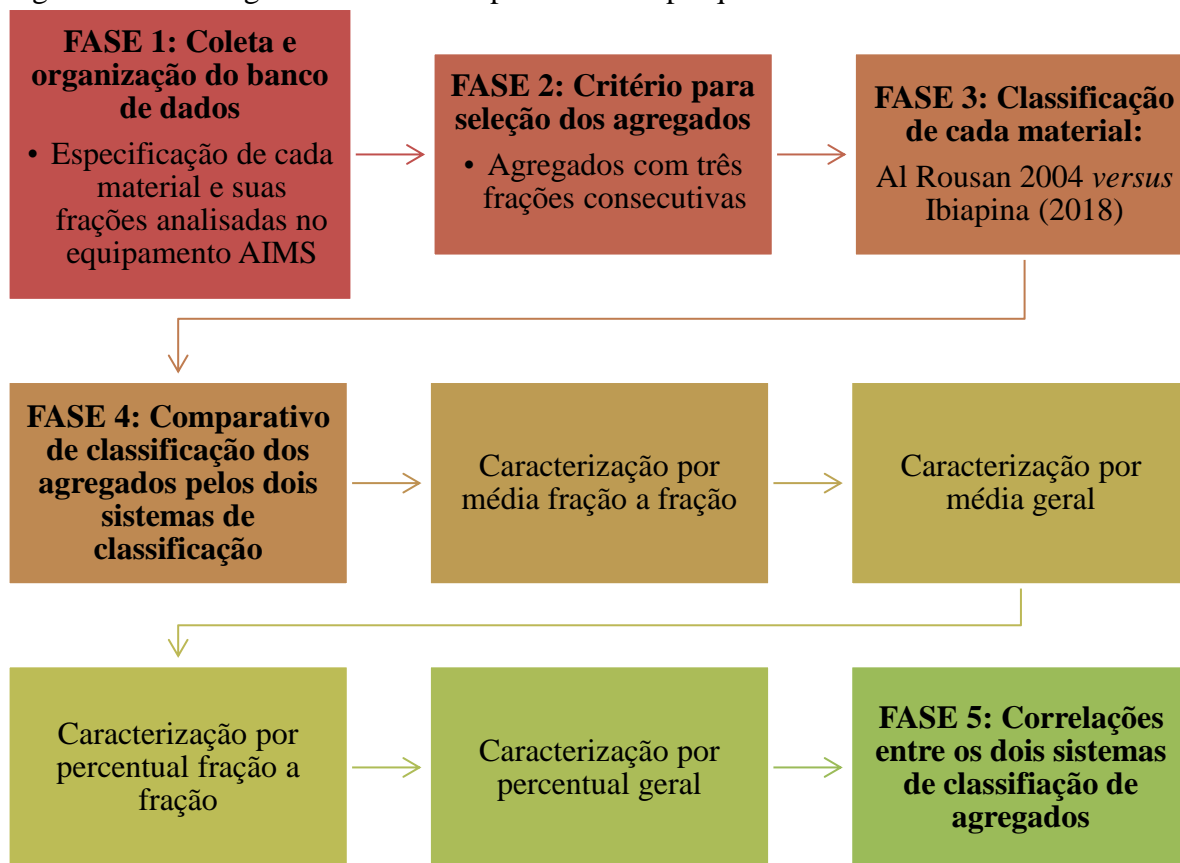 FASE 1: Coleta e
organização do banco
de dados
• Especificação de cada
material e suas
frações analisadas no
equipamento AIMS
FASE 2: Critério para
seleção dos agregados
• Agregados com três
frações consecutivas
FASE 3: Classificação
de cada material:
Al Rousan 2004 versus
Ibiapina (2018)
FASE 4: Comparativo
de classificação dos
agregados pelos dois
sistemas de
classificação
Caracterização por
média fração a fração
Caracterização por
média geral
Caracterização por
percentual fração a
fração
Caracterização por
percentual geral
FASE 5: Correlações
entre os dois sistemas
de classifiação de
agregados